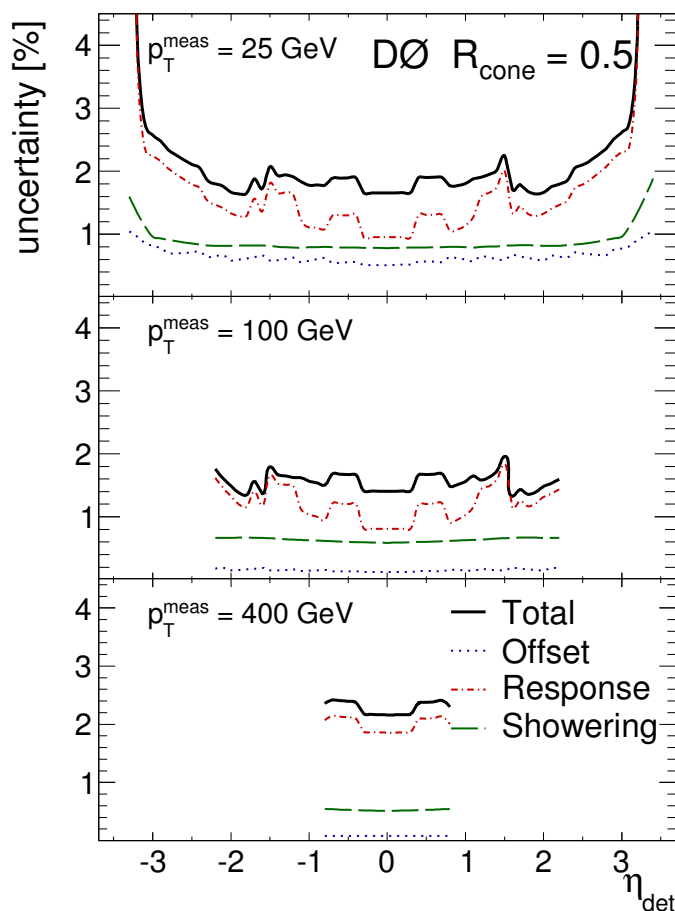 uncertainty [%]
p_T^meas = 25 GeV DØ R_cone = 0.5
4
3
2
1
p_T^meas = 100 GeV
4
3
2
1
p_T^meas = 400 GeV
4
3
2
1
Total
Offset
Response
Showering
-3 -2 -1 0 1 2 3
η_det